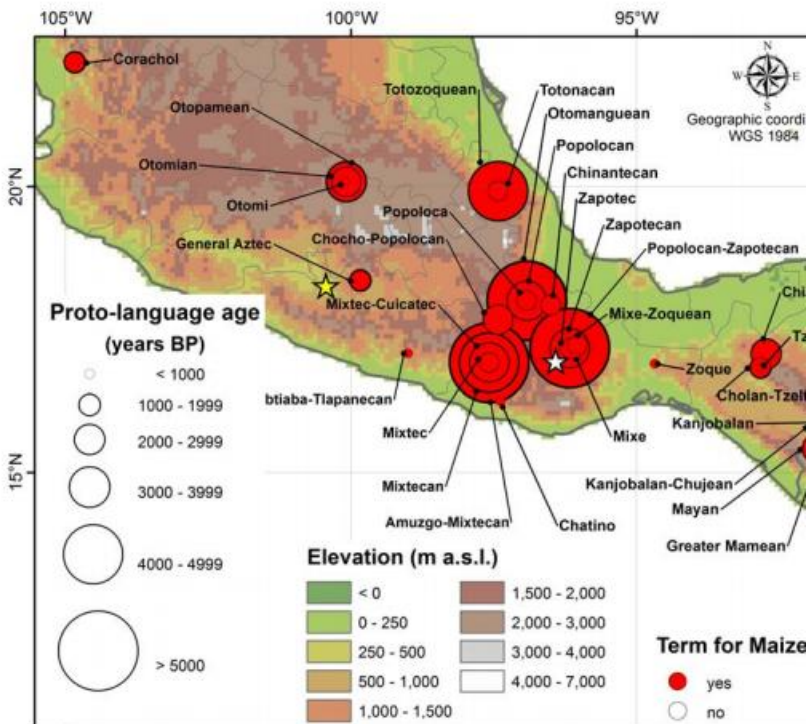 105°W
100°W
95°W
N
W
E
S
Geographic coordi
WGS 1984
20°N
15°N
Corachol
Otopamean
Otomian
Otomi
General Aztec
Totozoquean
Totonacan
Otomanguean
Popolocan
Chinantecan
Zapotec
Zapotecan
Popolocan-Zapotecan
Popoloca
Chocho-Popolocan
Mixtec-Cuicatec
Mixe-Zoquean
btiaba-Tlapanecan
Mixtec
Mixtecan
Amuzgo-Mixtecan
Chatino
Mixe
Zoque
Chi
Tz
Cholan-Tzelt
Kanjobalan
Kanjobalan-Chujean
Mayan
Greater Mamean
Proto-language age
(years BP)
< 1000
1000 - 1999
2000 - 2999
3000 - 3999
4000 - 4999
> 5000
Elevation (m a.s.l.)
< 0
0 - 250
250 - 500
500 - 1,000
1,000 - 1,500
1,500 - 2,000
2,000 - 3,000
3,000 - 4,000
4,000 - 7,000
Term for Maize
yes
no